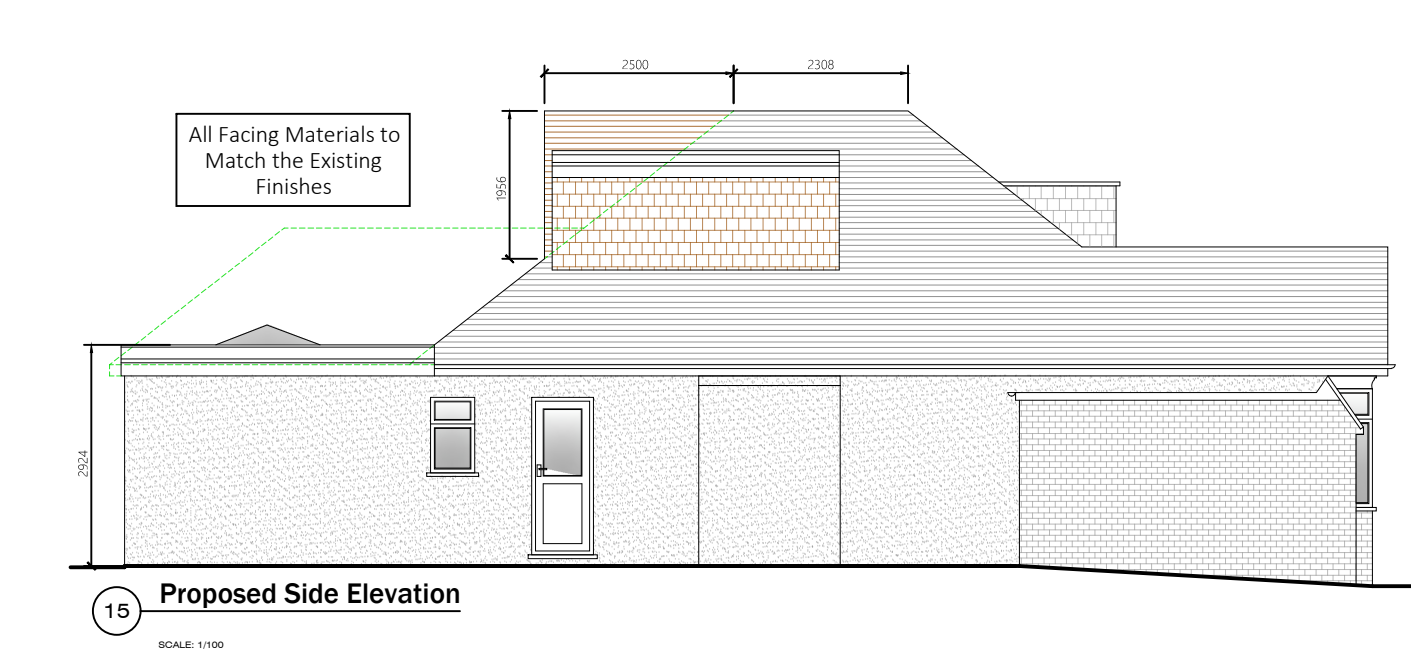 2500
2308
All Facing Materials to
Match the Existing
Finishes
1956
2924
15
Proposed Side Elevation
SCALE: 1/100